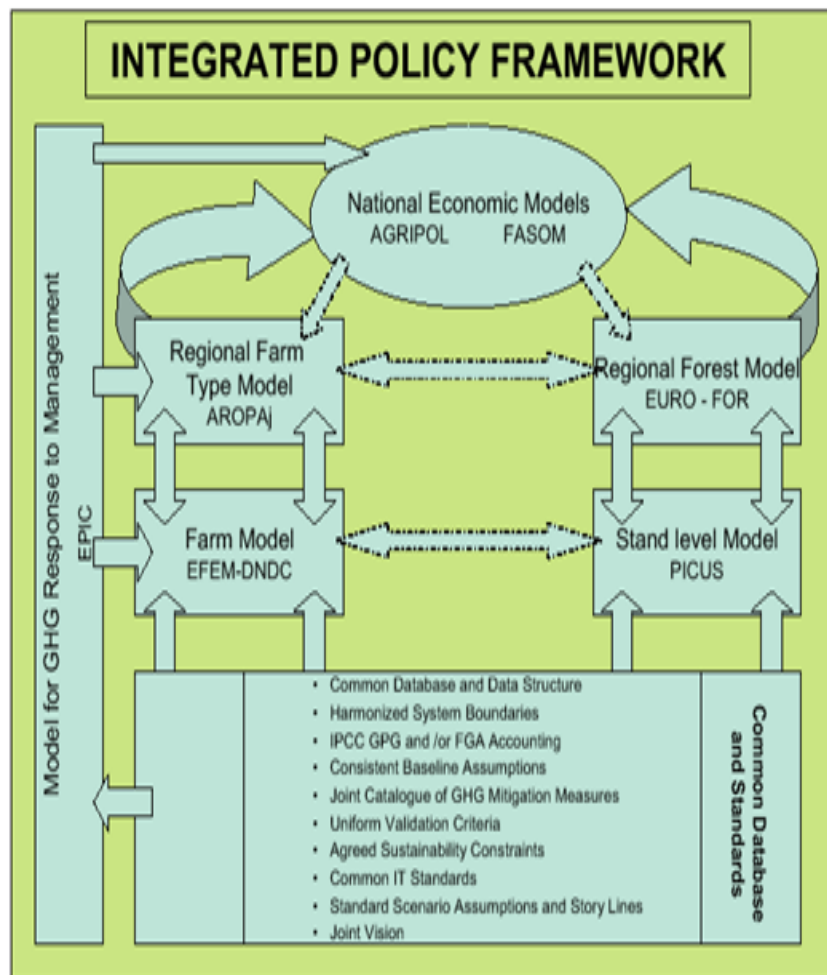 INTEGRATED POLICY FRAMEWORK
National Economic Models
AGRIPOL FASOM
Regional Farm
Type Model
AROPAj
Regional Forest Model
EURO - FOR
Farm Model
EFEM-DNDC
Stand level Model
PICUS
Model for GHG Response to Management
EPIC
• Common Database and Data Structure
• Harmonized System Boundaries
• IPCC GPG and /or FGA Accounting
• Consistent Baseline Assumptions
• Joint Catalogue of GHG Mitigation Measures
• Uniform Validation Criteria
• Agreed Sustainability Constraints
• Common IT Standards
• Standard Scenario Assumptions and Story Lines
• Joint Vision
Common Database
and Standards